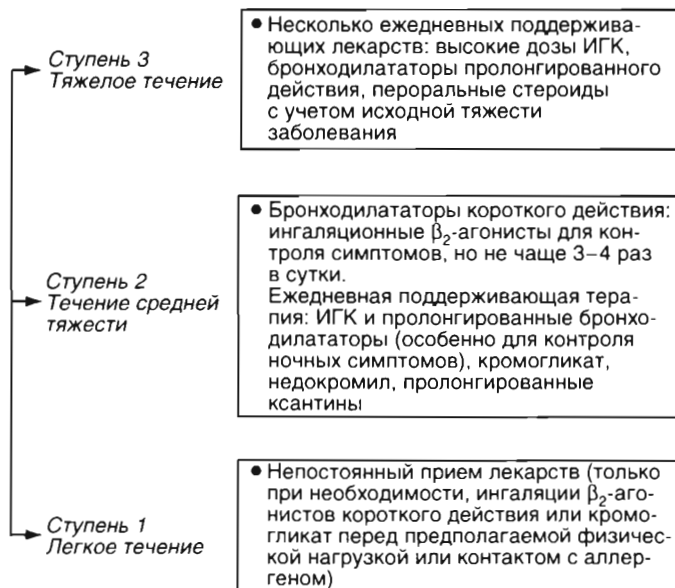 Ступень 3
Тяжелое течение
● Несколько ежедневных поддержива-
ющих лекарств: высокие дозы ИГК,
бронходилататоры пролонгированного
действия, пероральные стероиды
с учетом исходной тяжести
заболевания
Ступень 2
Течение средней
тяжести
● Бронходилататоры короткого действия:
ингаляционные β₂-агонисты для кон-
троля симптомов, но не чаще 3–4 раз
в сутки.
Ежедневная поддерживающая тера-
пия: ИГК и пролонгированные бронхо-
дилататоры (особенно для контроля
ночных симптомов), кромогликат,
недокромил, пролонгированные
ксантины
Ступень 1
Легкое течение
● Непостоянный прием лекарств (только
при необходимости, ингаляции β₂-аго-
нистов короткого действия или кромо-
гликат перед предполагаемой физичес-
кой нагрузкой или контактом с аллер-
геном)